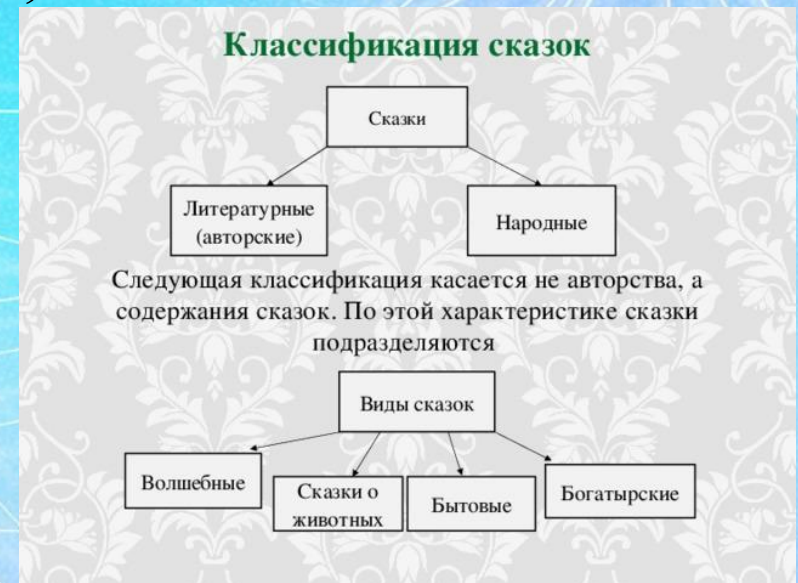 Классификация сказок
Сказки
Литературные
(авторские)
Народные
Следующая классификация касается не авторства, а
содержания сказок. По этой характеристике сказки
подразделяются
Виды сказок
Волшебные
Сказки о
животных
Бытовые
Богатырские